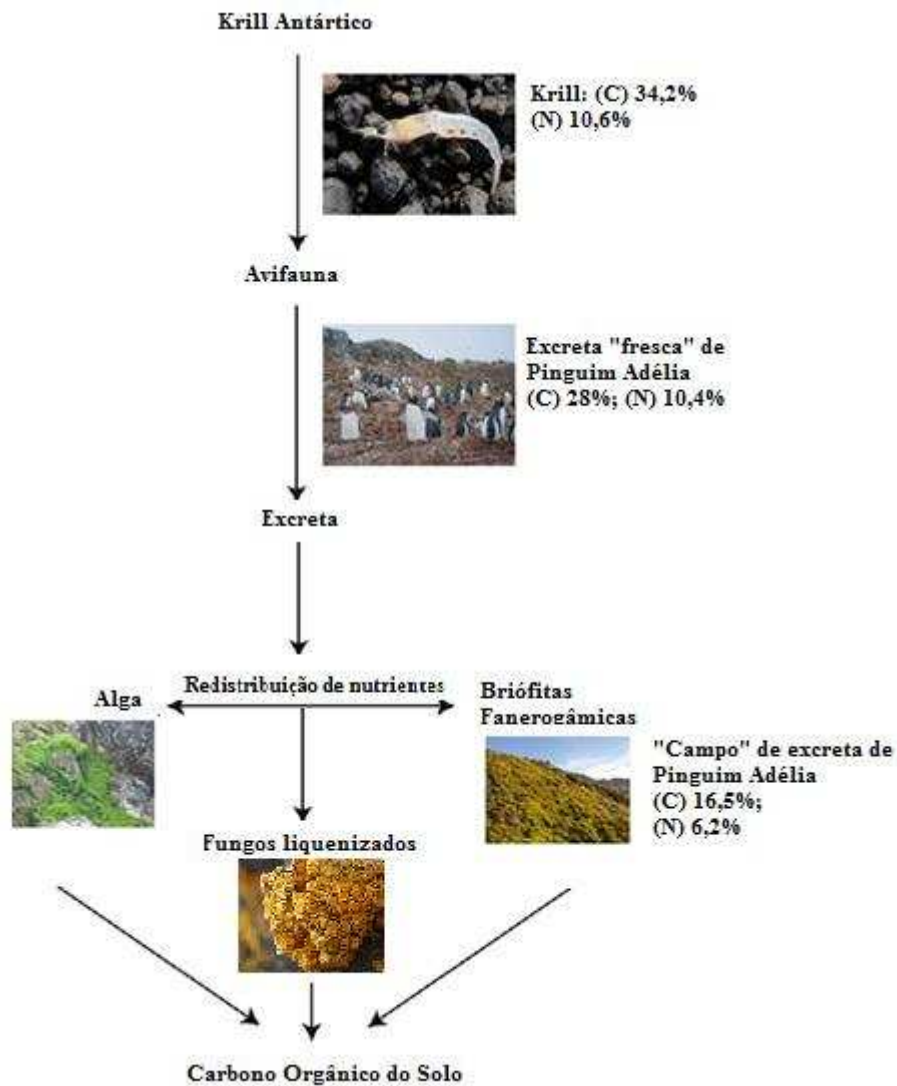 Krill Antártico
Krill: (C) 34,2%
(N) 10,6%
Avifauna
Excreta "fresca" de
Pinguim Adélia
(C) 28%; (N) 10,4%
Excreta
Redistribuição de nutrientes
Alga
Briófitas
Fanerogâmicas
"Campo" de excreta de
Pinguim Adélia
(C) 16,5%;
(N) 6,2%
Fungos liquenizados
Carbono Orgânico do Solo